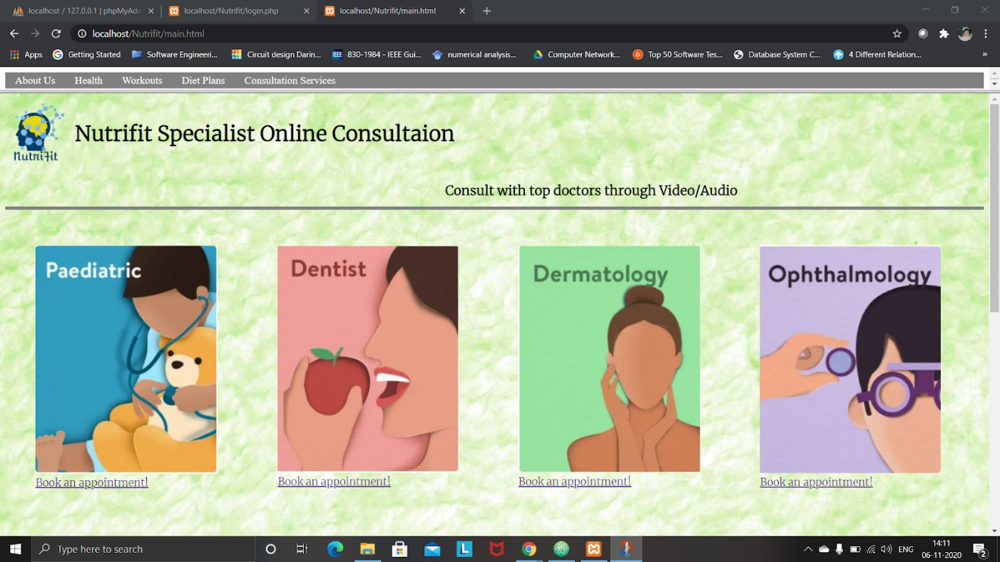 localhost / 127.0.0.1 | phpMyAdm
localhost/Nutrifit/login.php
localhost/Nutrifit/main.html
localhost/Nutrifit/main.html
Apps
Getting Started
Software Engineeri...
Circuit design Darin...
IEEE
830-1984 - IEEE Gui...
numerical analysis...
Computer Network...
Top 50 Software Tes...
Database System C...
4 Different Relation...
»
About Us
Health
Workouts
Diet Plans
Consultation Services
NutriFit
Nutrifit Specialist Online Consultaion
Consult with top doctors through Video/Audio
Paediatric
Dentist
Dermatology
Ophthalmology
Book an appointment!
Book an appointment!
Book an appointment!
Book an appointment!
Type here to search
L
ENG
14:11
06-11-2020
2